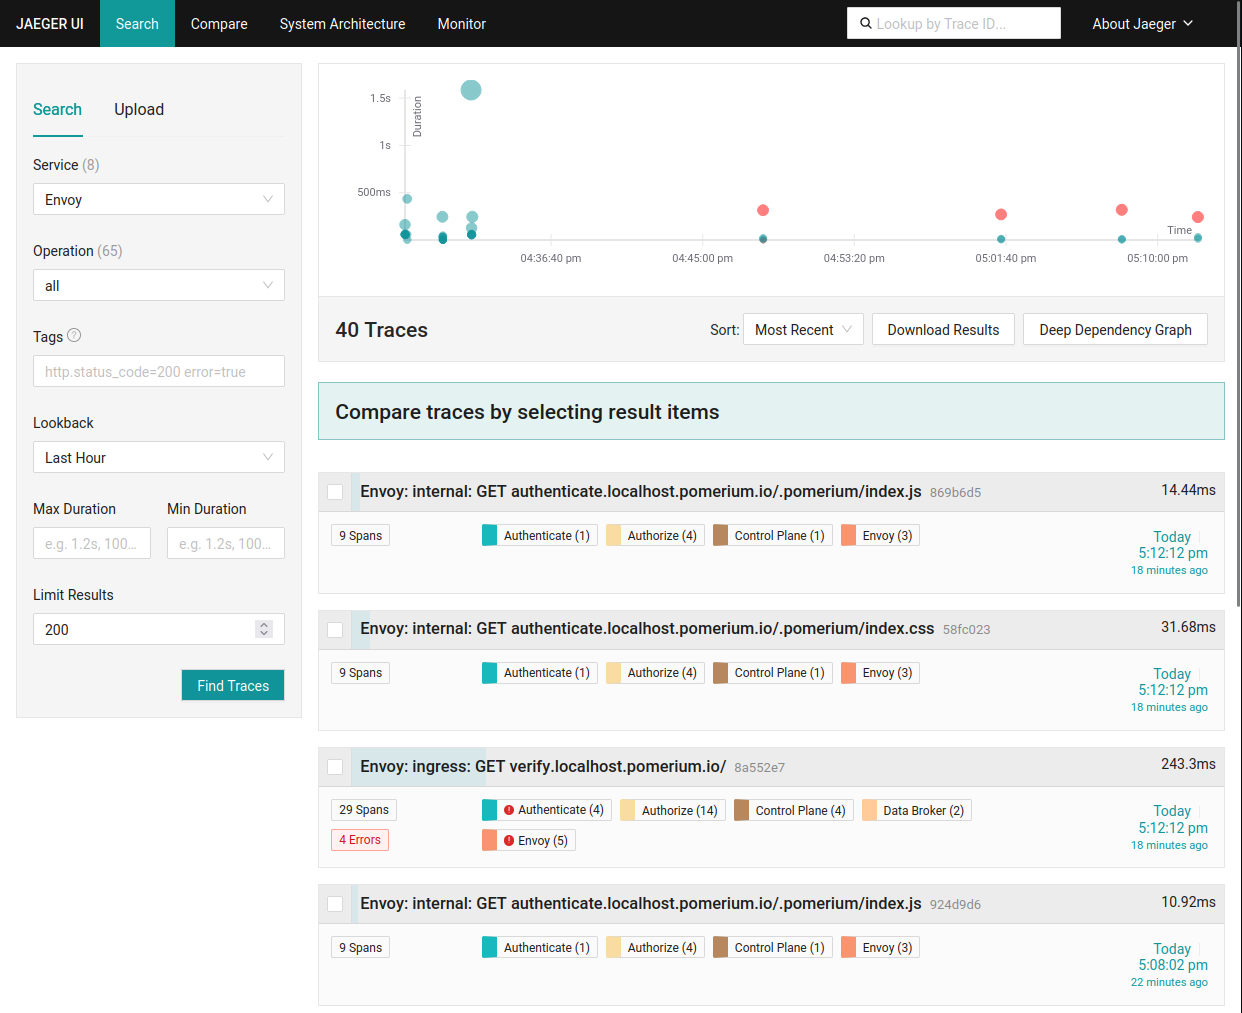 JAEGER UI Search Compare System Architecture Monitor Lookup by Trace ID... About Jaeger
Search Upload
Service (8)
Envoy
Operation (65)
all
Tags ?
http.status_code=200 error=true
Lookback
Last Hour
Max Duration Min Duration
e.g. 1.2s, 100... e.g. 1.2s, 100...
Limit Results
200
Find Traces
Duration
1.5s
1s
500ms
Time
04:36:40 pm 04:45:00 pm 04:53:20 pm 05:01:40 pm 05:10:00 pm
40 Traces Sort: Most Recent Download Results Deep Dependency Graph
Compare traces by selecting result items
Envoy: internal: GET authenticate.localhost.pomerium.io/.pomerium/index.js 869b6d5 14.44ms
9 Spans Authenticate (1) Authorize (4) Control Plane (1) Envoy (3) Today
5:12:12 pm
18 minutes ago
Envoy: internal: GET authenticate.localhost.pomerium.io/.pomerium/index.css 58fc023 31.68ms
9 Spans Authenticate (1) Authorize (4) Control Plane (1) Envoy (3) Today
5:12:12 pm
18 minutes ago
Envoy: ingress: GET verify.localhost.pomerium.io/ 8a552e7 243.3ms
29 Spans Authenticate (4) Authorize (14) Control Plane (4) Data Broker (2) Today
5:12:12 pm
4 Errors Envoy (5) 18 minutes ago
Envoy: internal: GET authenticate.localhost.pomerium.io/.pomerium/index.js 924d9d6 10.92ms
9 Spans Authenticate (1) Authorize (4) Control Plane (1) Envoy (3) Today
5:08:02 pm
22 minutes ago